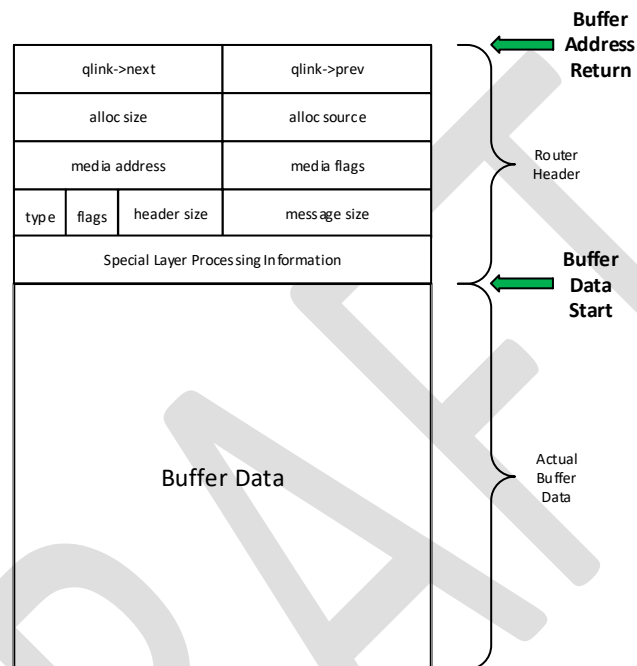 Buffer
Address
Return
qlink->next
qlink->prev
alloc size
alloc source
media address
media flags
Router
Header
type
flags
header size
message size
Special Layer Processing Information
Buffer
Data
Start
Buffer Data
Actual
Buffer
Data
DRAFT